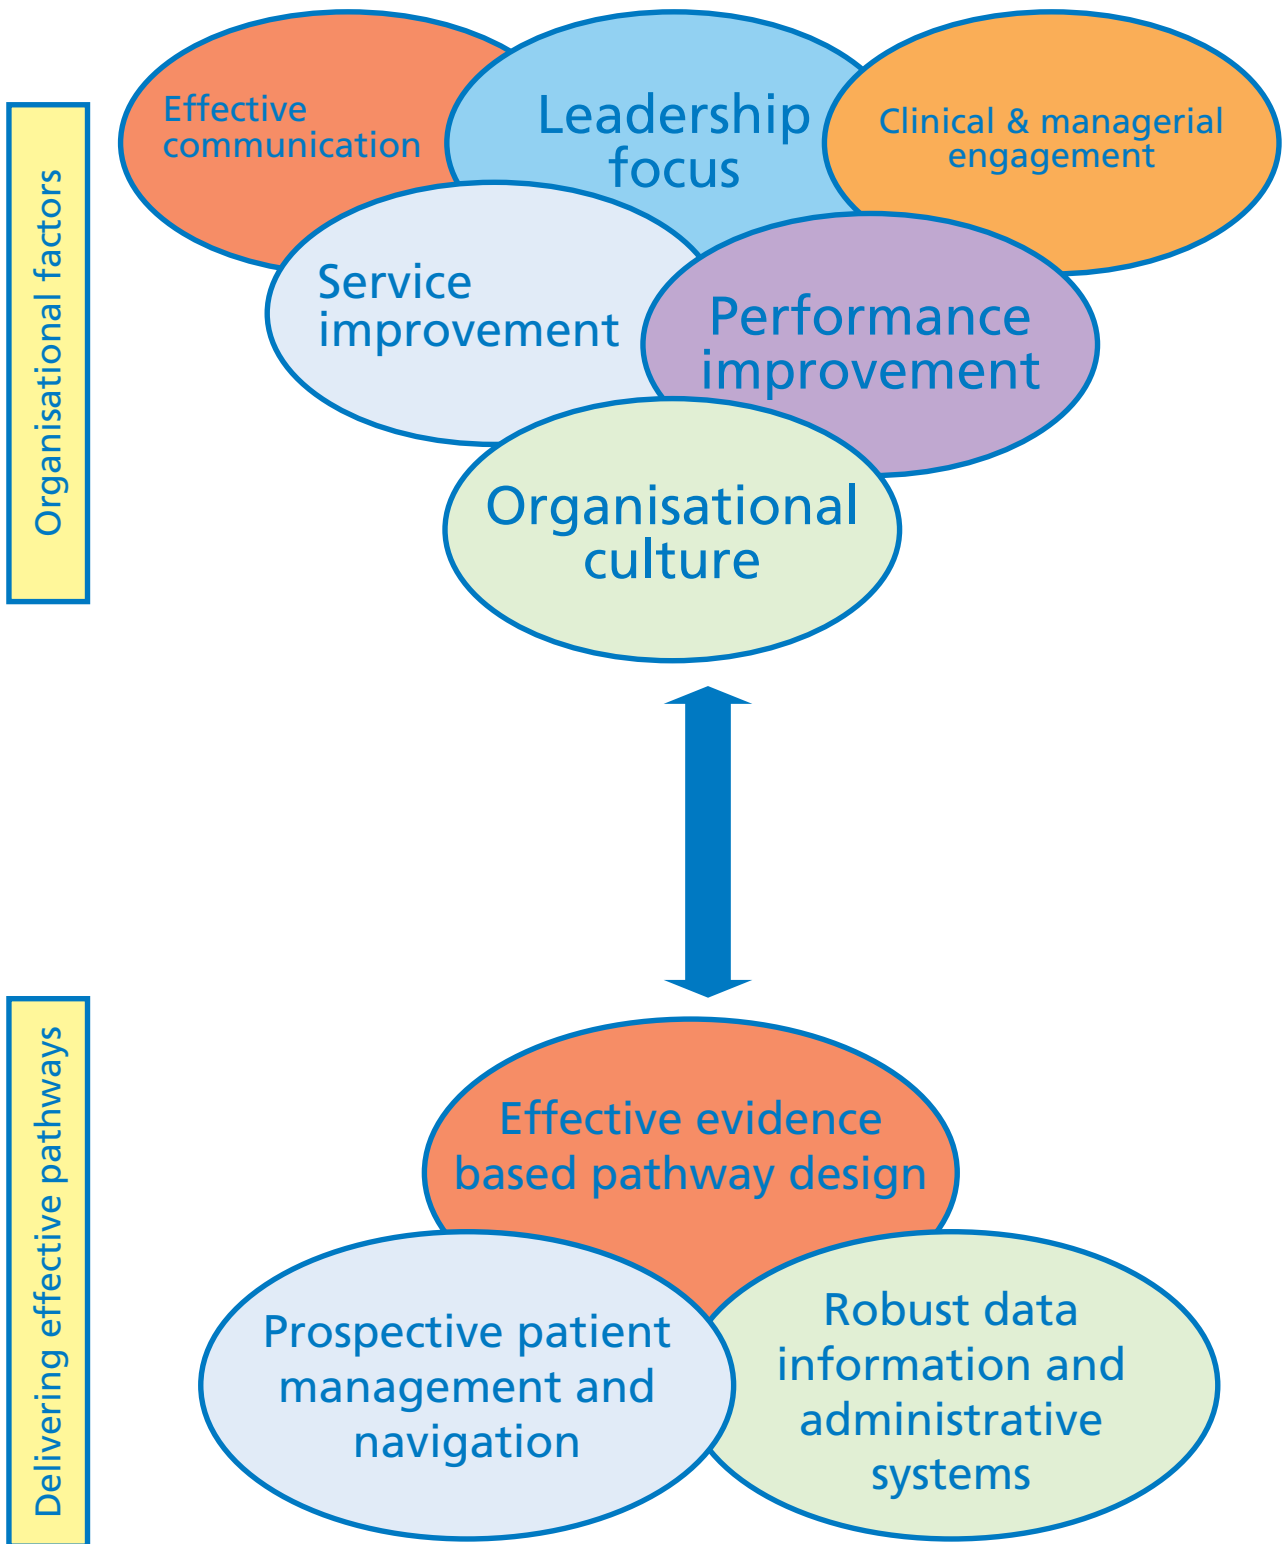 Effective
communication
Leadership
focus
Clinical & managerial
engagement
Organisational factors
Service
improvement
Performance
improvement
Organisational
culture
Delivering effective pathways
Effective evidence
based pathway design
Prospective patient
management and
navigation
Robust data
information and
administrative
systems